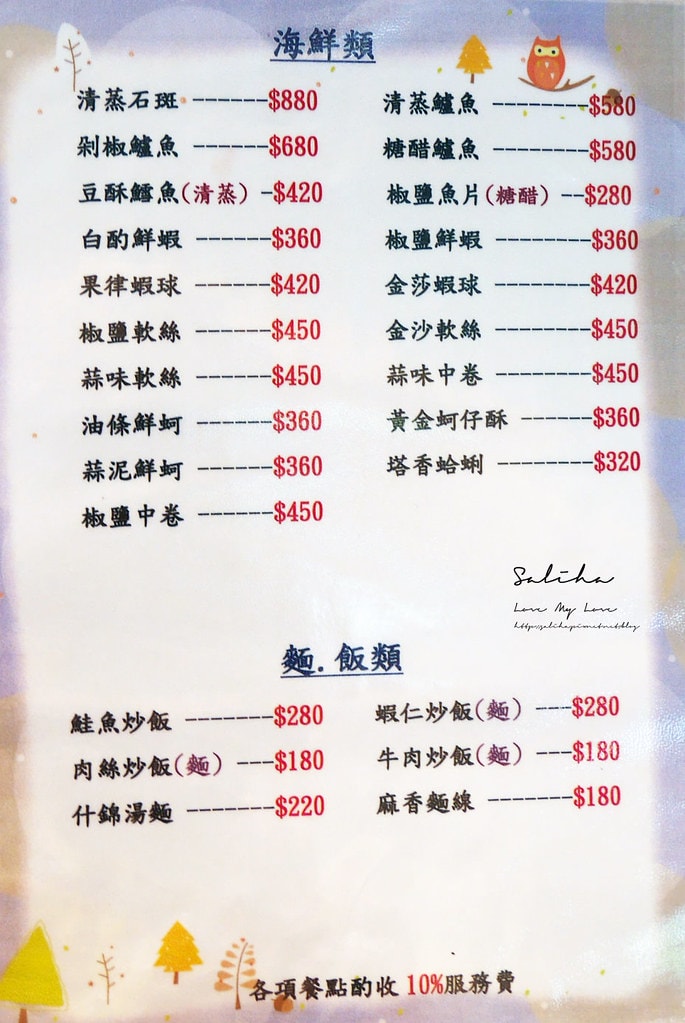 海鮮類
清蒸石斑 -------$880
剁椒鱸魚 -------$680
豆酥鱈魚(清蒸) -$420
白酌鮮蝦 -------$360
果律蝦球 -------$420
椒鹽軟絲 -------$450
蒜味軟絲 -------$450
油條鮮蚵 -------$360
蒜泥鮮蚵 -------$360
椒鹽中卷 -------$450
清蒸鱸魚 ---------$580
糖醋鱸魚 ---------$580
椒鹽魚片(糖醋) --$280
椒鹽鮮蝦 ---------$360
金莎蝦球 ---------$420
金沙軟絲 ---------$450
蒜味中卷 ---------$450
黃金蚵仔酥 ------$360
塔香蛤蜊 ---------$320
Saliha
Love My Love
麵.飯類
鮭魚炒飯 --------$280
肉絲炒飯(麵) ---$180
什錦湯麵 --------$220
蝦仁炒飯(麵) ---$280
牛肉炒飯(麵) ---$180
麻香麵線 --------$180
各項餐點酌收 10%服務費